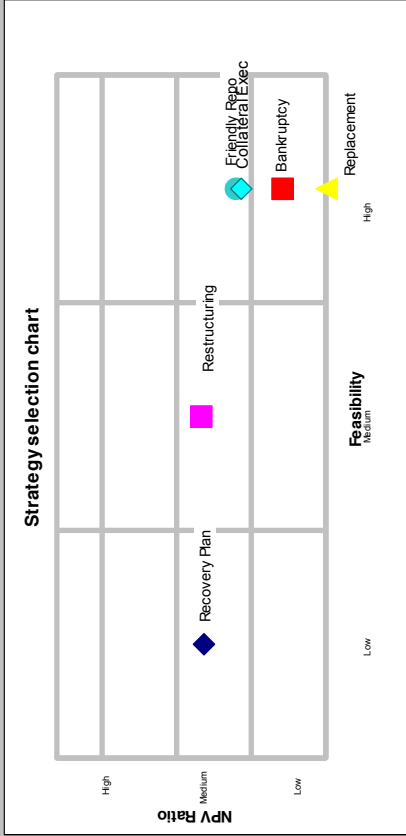 Strategy selection chart
NPV Ratio
High
Medium
Low
Recovery Plan
Restructuring
Friendly Repo
Collateral Exec
Bankruptcy
Replacement
Low
Medium
High
Feasibility